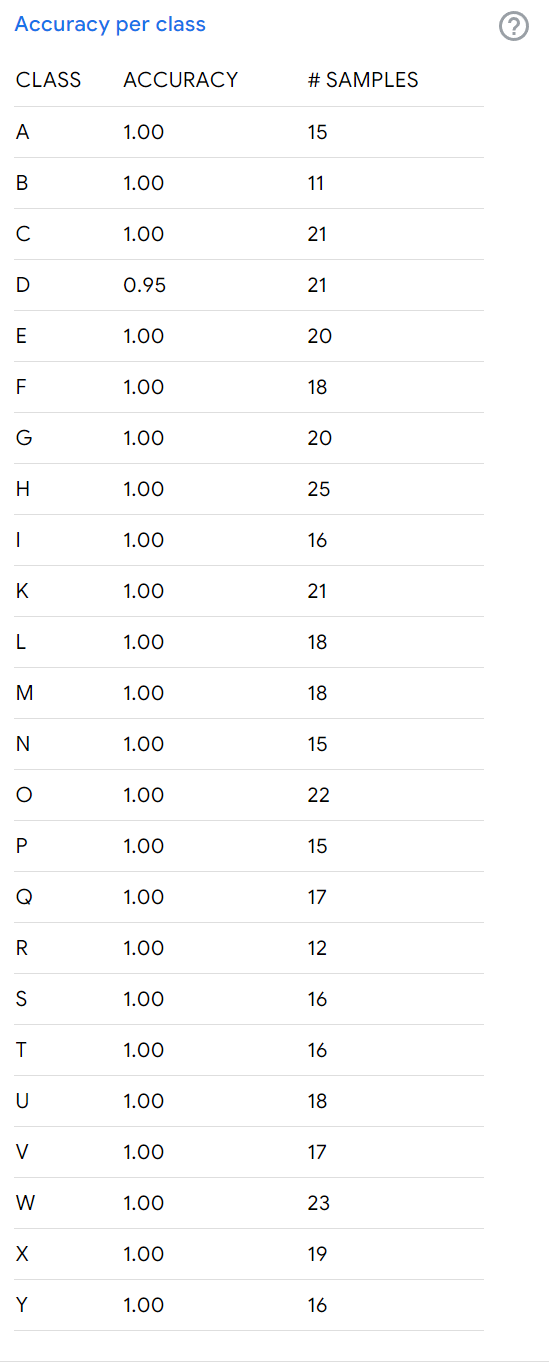 Accuracy per class
?
CLASS ACCURACY # SAMPLES
A 1.00 15
B 1.00 11
C 1.00 21
D 0.95 21
E 1.00 20
F 1.00 18
G 1.00 20
H 1.00 25
I 1.00 16
K 1.00 21
L 1.00 18
M 1.00 18
N 1.00 15
O 1.00 22
P 1.00 15
Q 1.00 17
R 1.00 12
S 1.00 16
T 1.00 16
U 1.00 18
V 1.00 17
W 1.00 23
X 1.00 19
Y 1.00 16